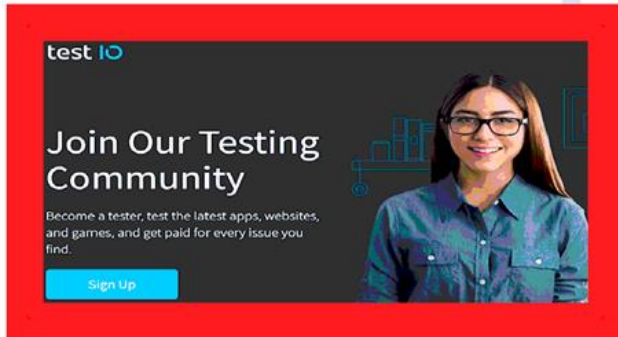 test IO
Join Our Testing
Community
Become a tester, test the latest apps, websites,
and games, and get paid for every issue you
find.
Sign Up